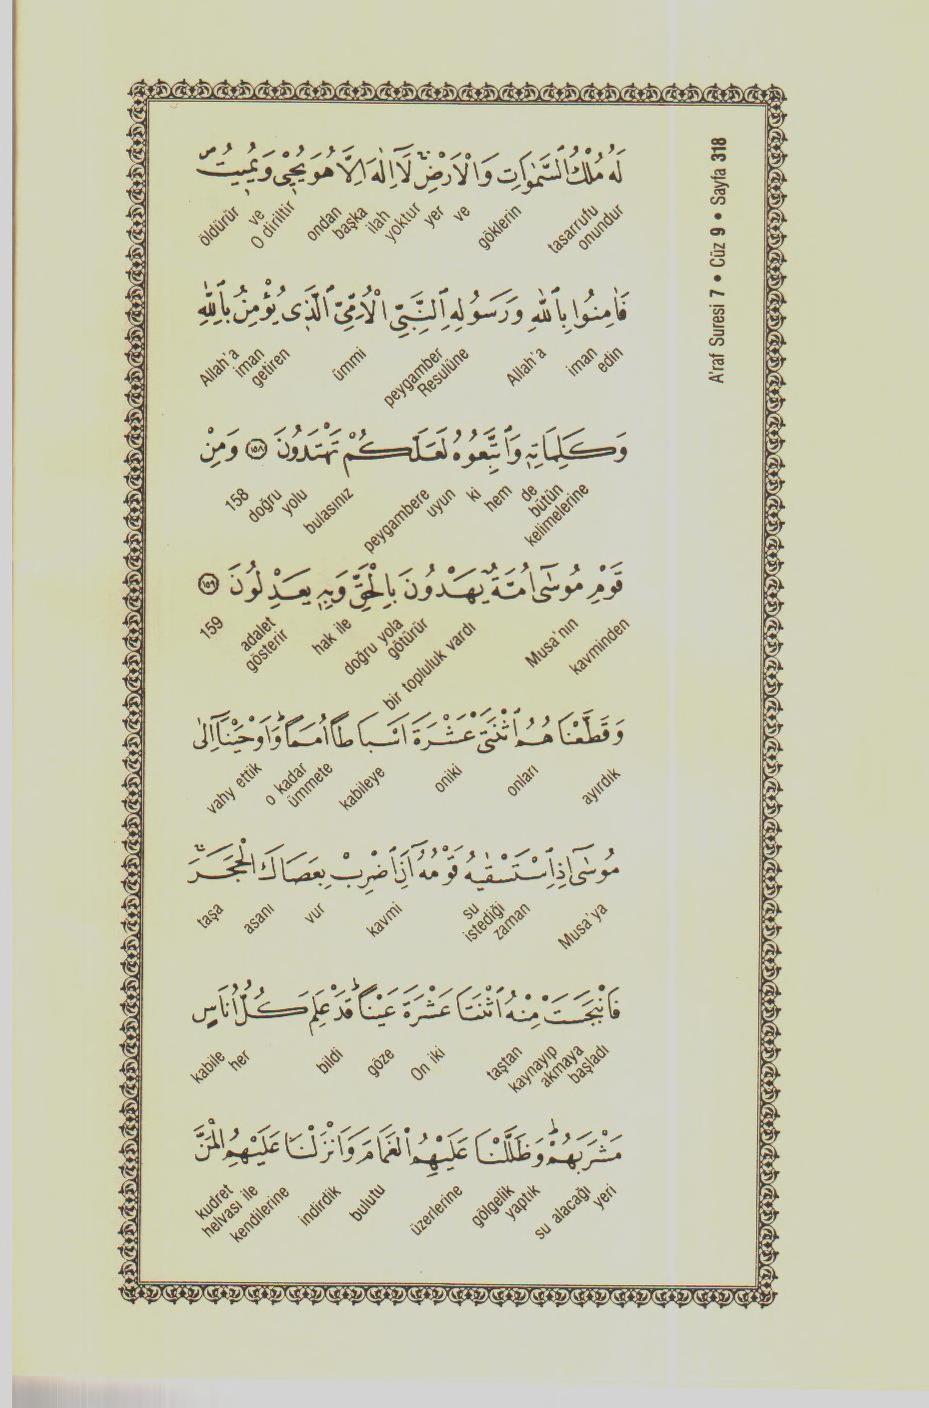 A'raf Suresi 7 • Cüz 9 • Sayfa 318
لَهُ مُلْكُ السَّمٰوَاتِ وَالْاَرْضِۚ لَٓا اِلٰهَ اِلَّا هُوَ يُحْيٖ وَيُمٖيتُۖ
tasarrufu onundur göklerin ve yer yoktur ilah başka ondan O diriltir ve öldürür
فَاٰمِنُوا بِاللّٰهِ وَرَسُولِهِ النَّبِيِّ الْاُمِّيِّ الَّذٖى يُؤْمِنُ بِاللّٰهِ
iman edin Allah'a peygamber Resulüne ümmi iman getiren Allah'a
وَكَلِمَاتِهٖ وَاتَّبِعُوهُ لَعَلَّكُمْ تَهْتَدُونَ ﴿١٥٨﴾ وَمِنْ
de bütün kelimelerine hem ki uyun peygambere bulasınız yolu doğru 158
قَوْمِ مُوسٰٓى اُمَّةٌ يَهْدُونَ بِالْحَقِّ وَبِهٖ يَعْدِلُونَ ﴿١٥٩﴾
kavminden Musa'nın bir topluluk vardı doğru yola götürür hak ile adalet gösterir 159
وَقَطَّعْنَاهُمُ اثْنَتَيْ عَشْرَةَ اَسْبَاطاً اُمَماًؕ وَاَوْحَيْنَٓا اِلٰى
ayırdık onları oniki kabileye o kadar ümmete vahy ettik
مُوسٰٓى اِذِ اسْتَسْقٰيهُ قَوْمُهُٓ اَنِ اضْرِبْ بِعَصَاكَ الْحَجَرَۚ
Musa'ya su istediği zaman kavmi vur asanı taşa
فَانْبَجَسَتْ مِنْهُ اثْنَتَا عَشْرَةَ عَيْناًؕ قَدْ عَلِمَ كُلُّ اُنَاسٍ
taştan kaynayıp akmaya başladı On iki göze bildi her kabile
مَشْرَبَهُمْؕ وَظَلَّلْنَا عَلَيْهِمُ الْغَمَامَ وَاَنْزَلْنَا عَلَيْهِمُ الْمَنَّ
su alacağı yeri gölgelik yaptık üzerlerine bulutu indirdik kudret helvası ile kendilerine